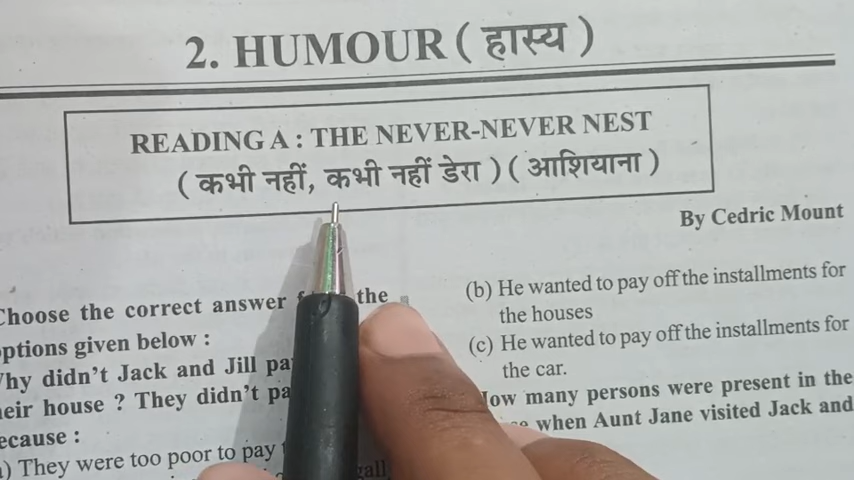 2. HUMOUR ( हास्य )
READING A : THE NEVER-NEVER NEST
( कभी नहीं, कभी नहीं डेरा ) ( आशियाना )
By Cedric Mount
Choose the correct answer the
options given below :
Why didn't Jack and Jill
their house ? They didn't
because :
) They were too poor to pay
(b) He wanted to pay off the installments for
the houses
(c) He wanted to pay off the installments for
the car.
How many persons were present in the
when Aunt Jane visited Jack and